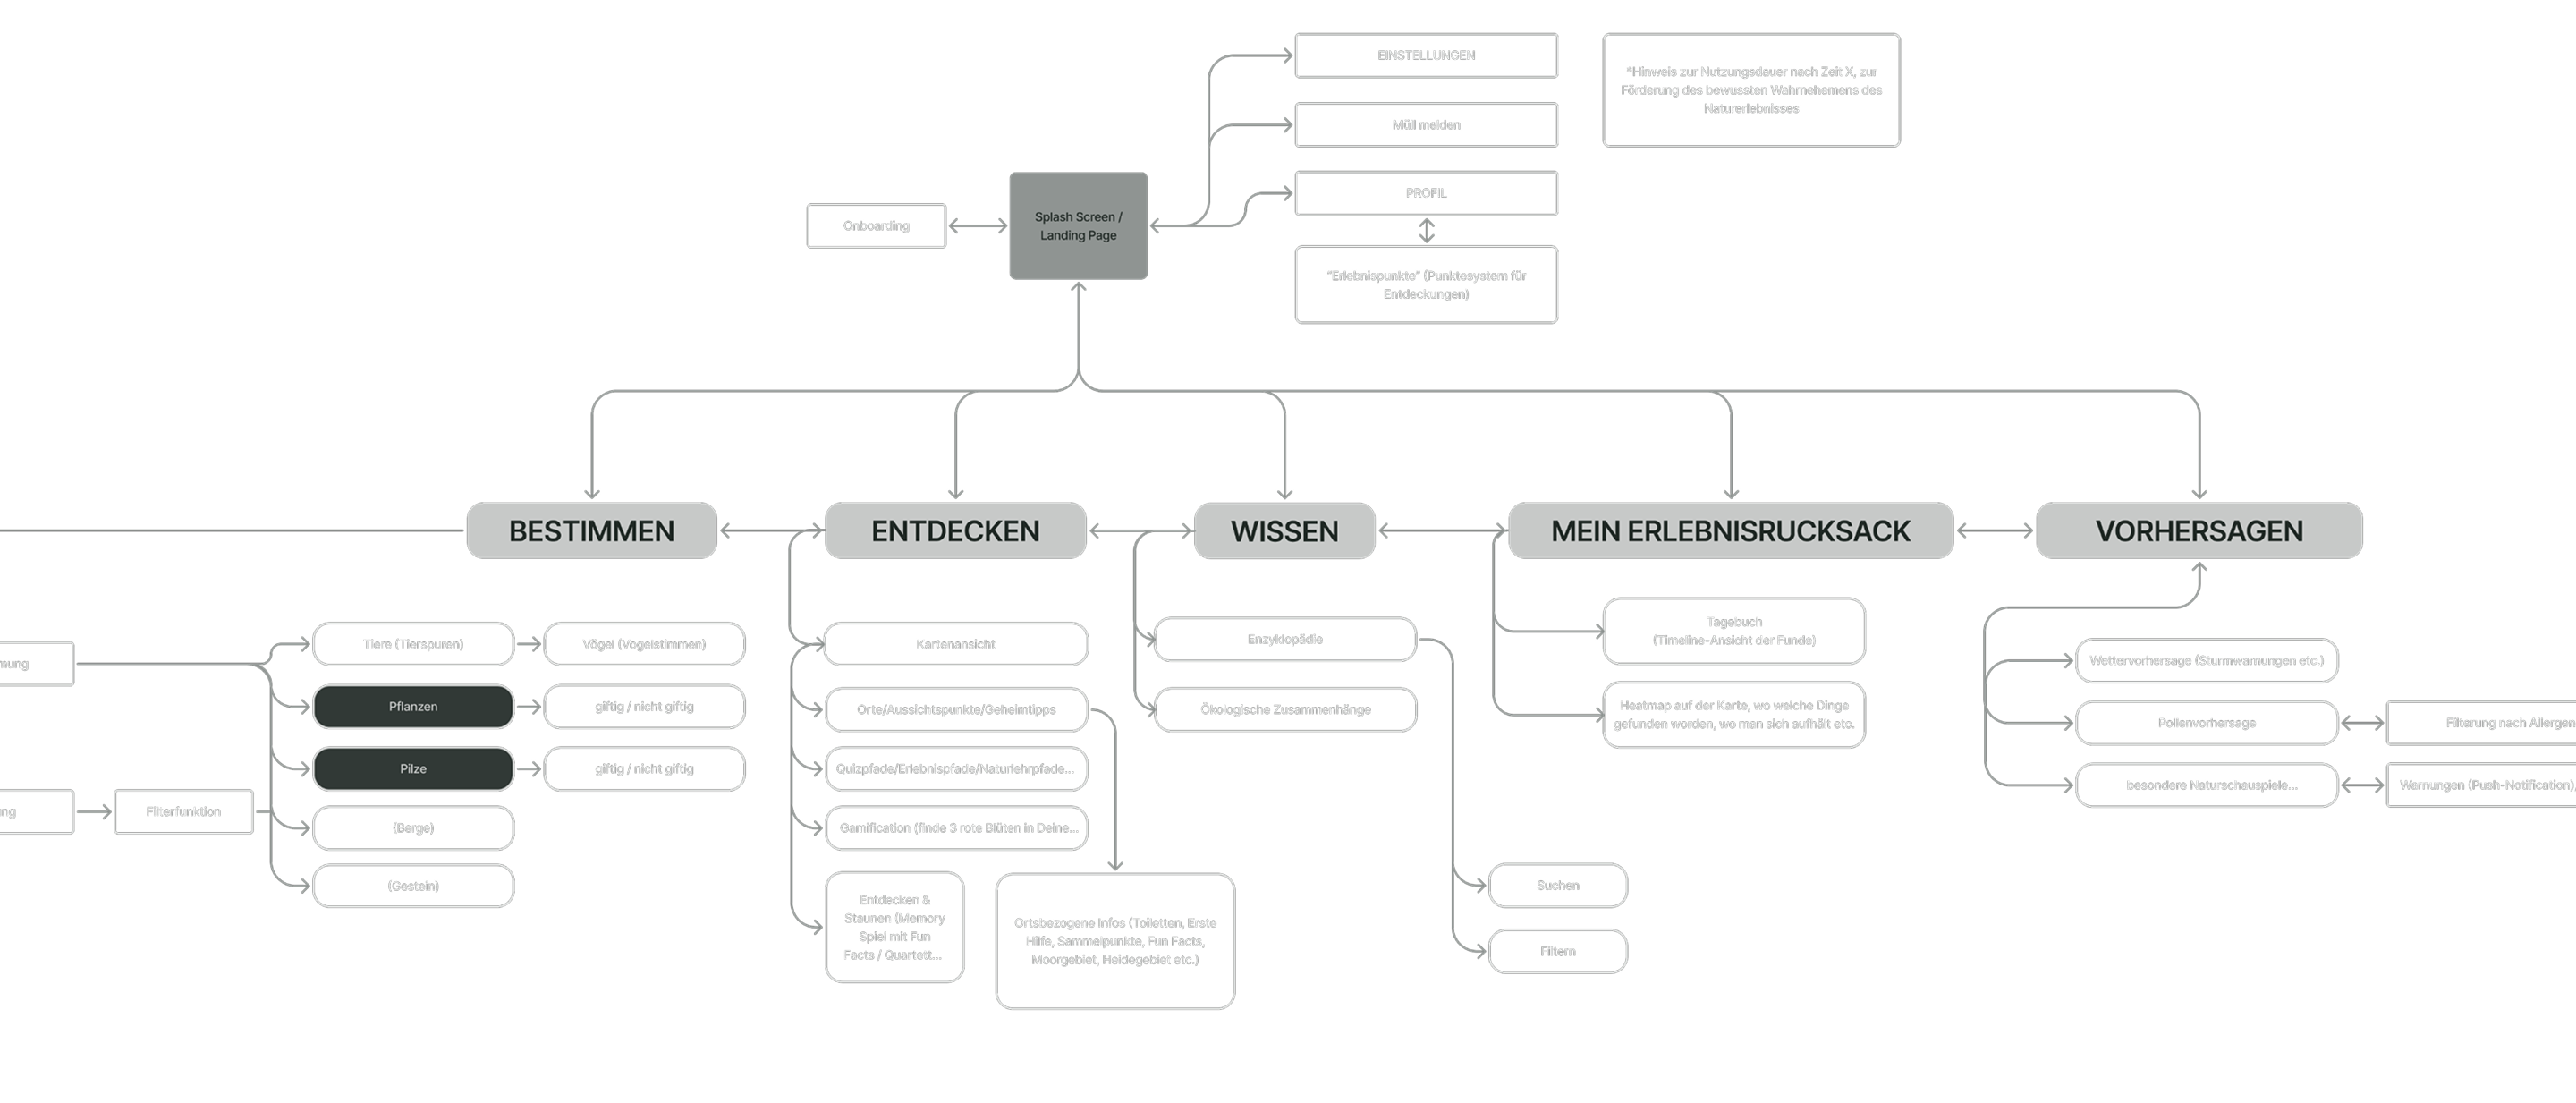 EINSTELLUNGEN
*Hinweis zur Nutzungsdauer nach Zeit X, zur
Förderung des bewussten Wahrnehemens des
Naturerlebnisses
Müll melden
PROFIL
Onboarding
Splash Screen /
Landing Page
"Erlebnispunkte" (Punktesystem für
Entdeckungen)
BESTIMMEN
ENTDECKEN
WISSEN
MEIN ERLEBNISRUCKSACK
VORHERSAGEN
mung
Tiere (Tierspuren)
Vögel (Vogelstimmen)
Pflanzen
giftig / nicht giftig
Pilze
giftig / nicht giftig
ng
Filterfunktion
(Berge)
(Gestein)
Kartenansicht
Orte/Aussichtspunkte/Geheimtipps
Quizpfade/Erlebnispfade/Naturlehrpfade...
Gamification (finde 3 rote Blüten in Deine...
Entdecken &
Staunen (Memory
Spiel mit Fun
Facts / Quartett...
Ortsbezogene Infos (Toiletten, Erste
Hilfe, Sammelpunkte, Fun Facts,
Moorgebiet, Heidegebiet etc.)
Enzyklopädie
Ökologische Zusammenhänge
Suchen
Filtern
Tagebuch
(Timeline-Ansicht der Funde)
Heatmap auf der Karte, wo welche Dinge
gefunden worden, wo man sich aufhält etc.
Wettervorhersage (Sturmwarnungen etc.)
Pollenvorhersage
Filterung nach Allergen
besondere Naturschauspiele...
Warnungen (Push-Notification),